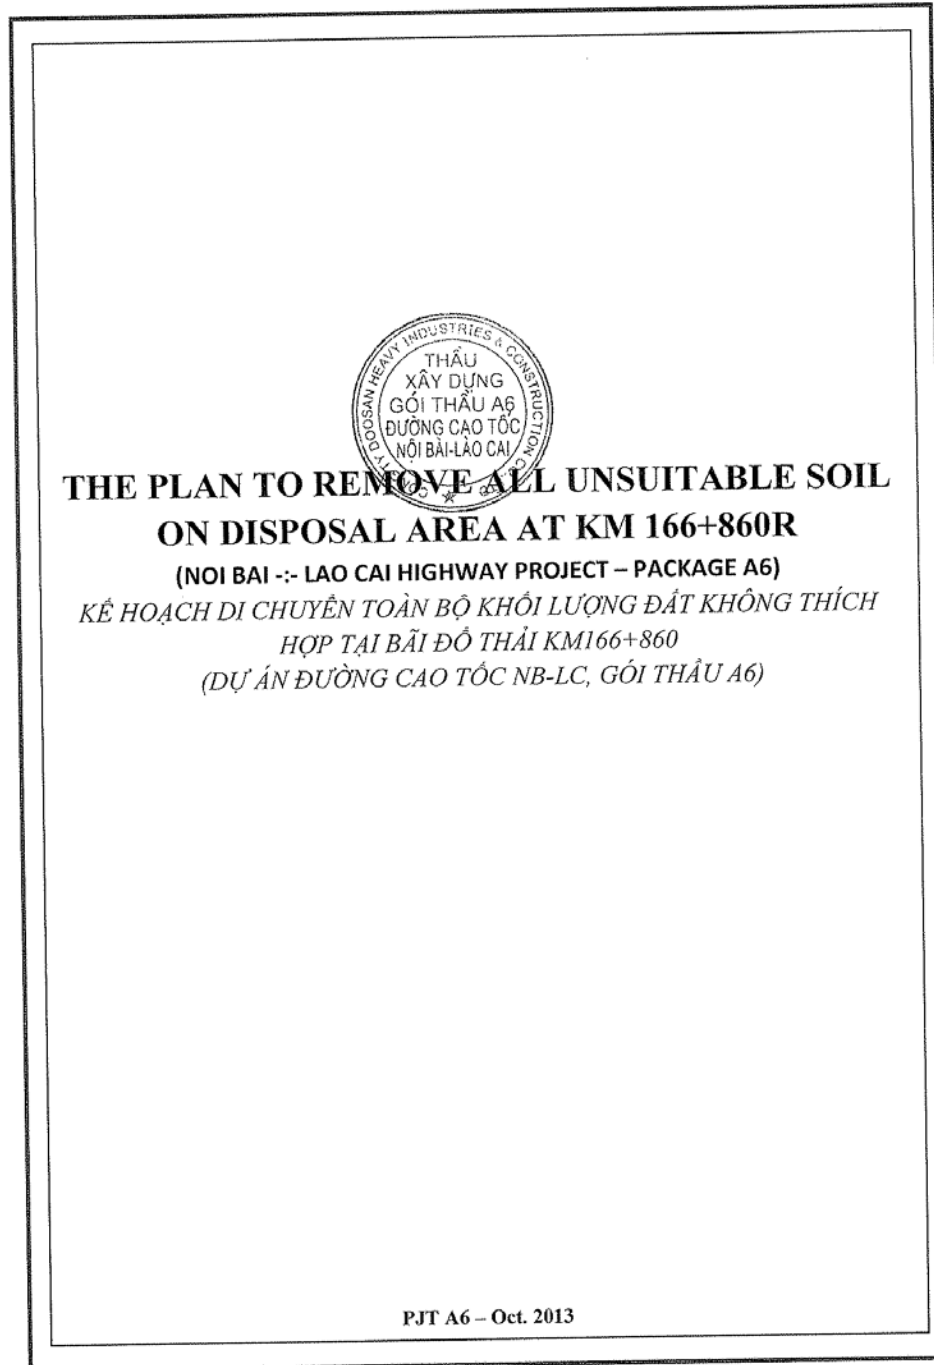 CÔNG TY DOOSAN HEAVY INDUSTRIES & CONSTRUCTION CO.,
THẦU
XÂY DỰNG
GÓI THẦU A6
ĐƯỜNG CAO TỐC
NỘI BÀI-LÀO CAI
THE PLAN TO REMOVE ALL UNSUITABLE SOIL
ON DISPOSAL AREA AT KM 166+860R
(NOI BAI -:- LAO CAI HIGHWAY PROJECT – PACKAGE A6)
KẾ HOẠCH DI CHUYỂN TOÀN BỘ KHỐI LƯỢNG ĐẤT KHÔNG THÍCH
HỢP TẠI BÃI ĐỔ THẢI KM166+860
(DỰ ÁN ĐƯỜNG CAO TỐC NB-LC, GÓI THẦU A6)
PJT A6 – Oct. 2013